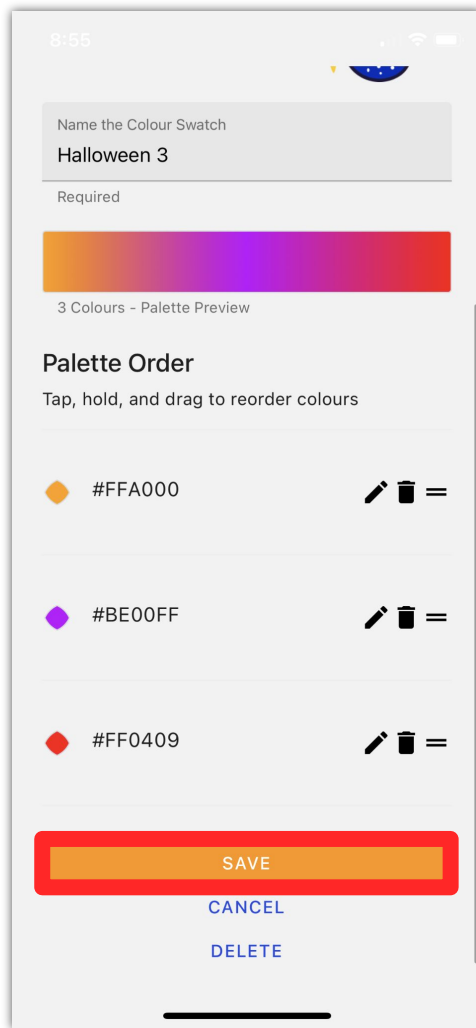 8:55
Name the Colour Swatch
Halloween 3
Required
3 Colours - Palette Preview
Palette Order
Tap, hold, and drag to reorder colours
#FFA000
#BE00FF
#FF0409
SAVE
CANCEL
DELETE